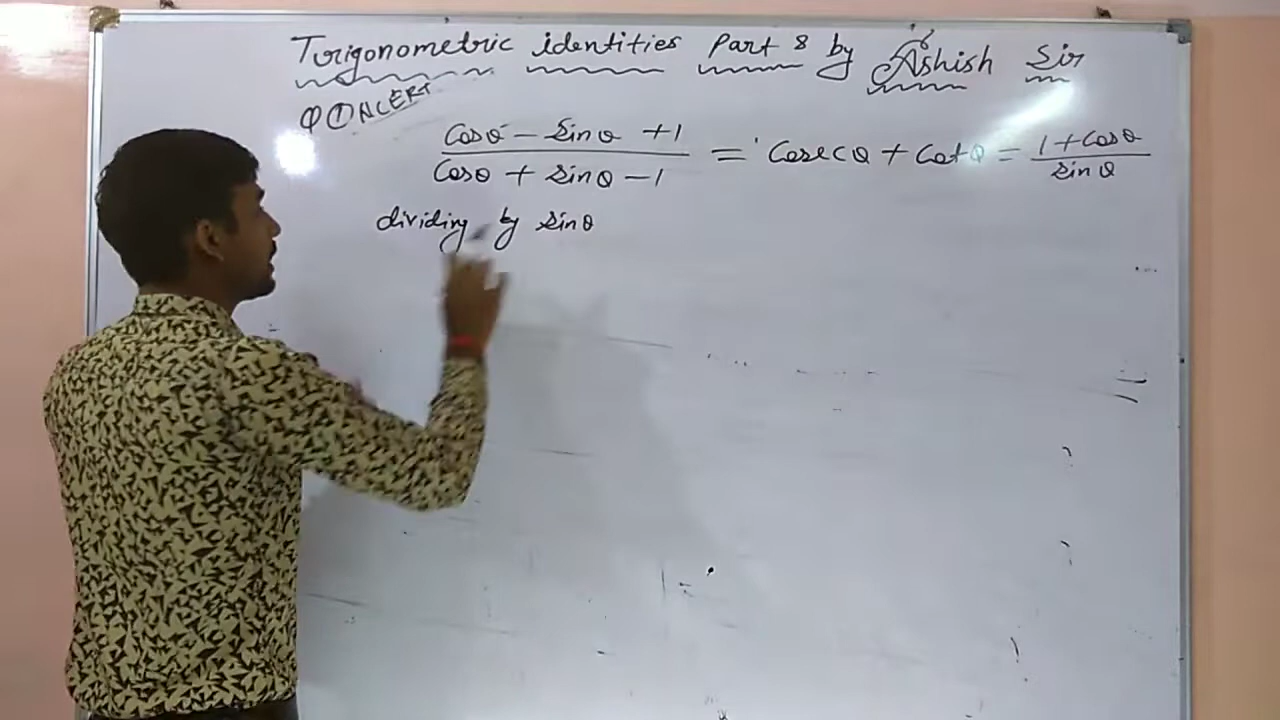 Trigonometric identities Part 8 by Ashish Sir
Q ① NCERT
cosθ - sinθ +1 / cosθ + sinθ -1 = cosecθ + cotθ = 1+cosθ / sinθ
dividing by sinθ